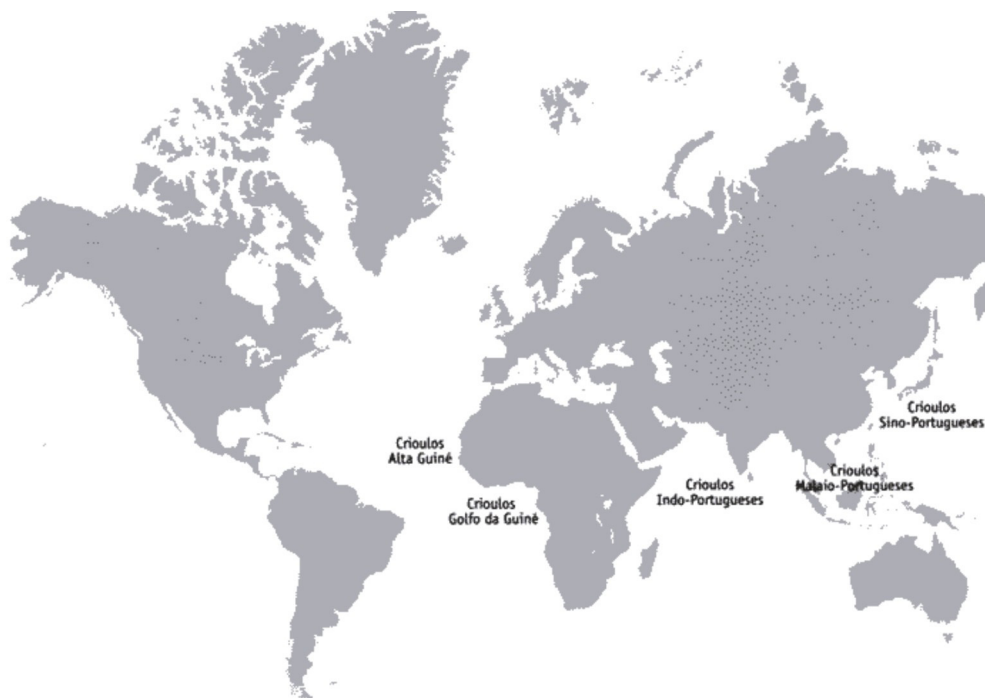 Crioulos
Alta Guiné
Crioulos
Golfo da Guiné
Crioulos
Indo-Portugueses
Crioulos
Malaio-Portugueses
Crioulos
Sino-Portugueses